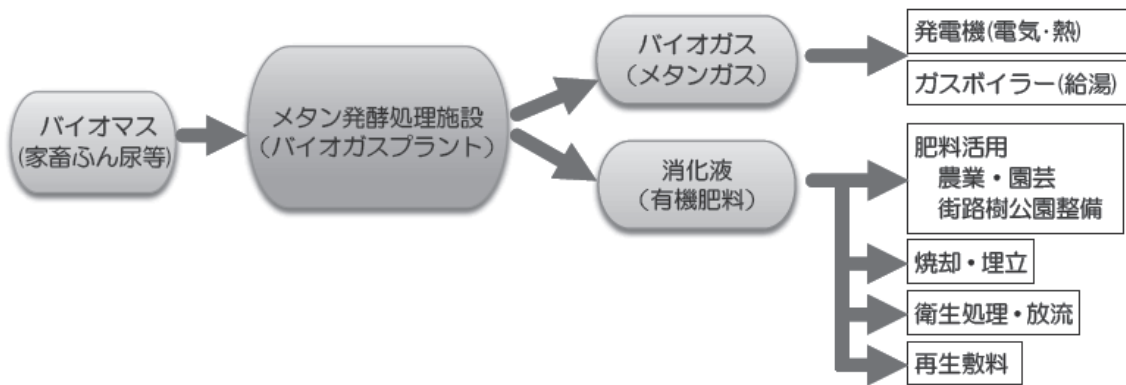 バイオマス
(家畜ふん尿等)
メタン発酵処理施設
(バイオガスプラント)
バイオガス
(メタンガス)
消化液
(有機肥料)
発電機(電気・熱)
ガスボイラー(給湯)
肥料活用
農業・園芸
街路樹公園整備
焼却・埋立
衛生処理・放流
再生敷料